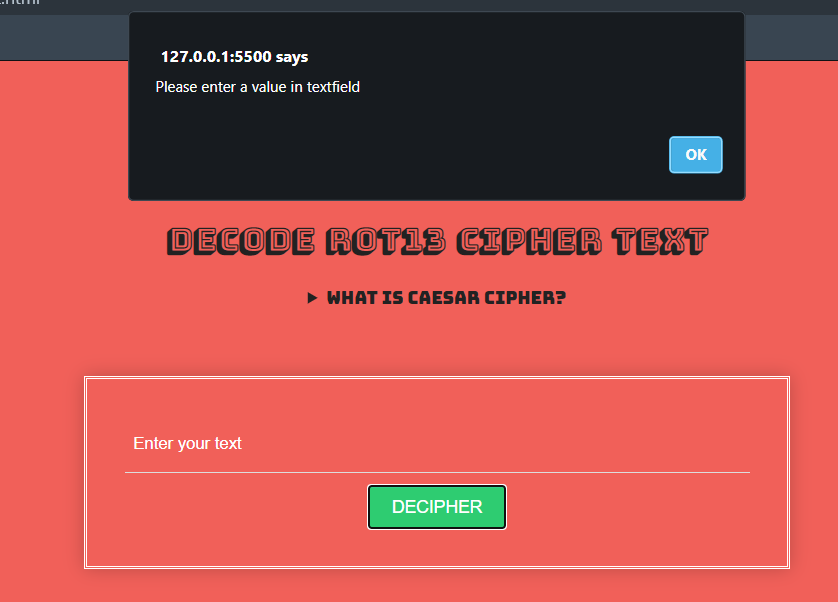 127.0.0.1:5500 says
Please enter a value in textfield
OK
DECODE ROT13 CIPHER TEXT
WHAT IS CAESAR CIPHER?
Enter your text
DECIPHER